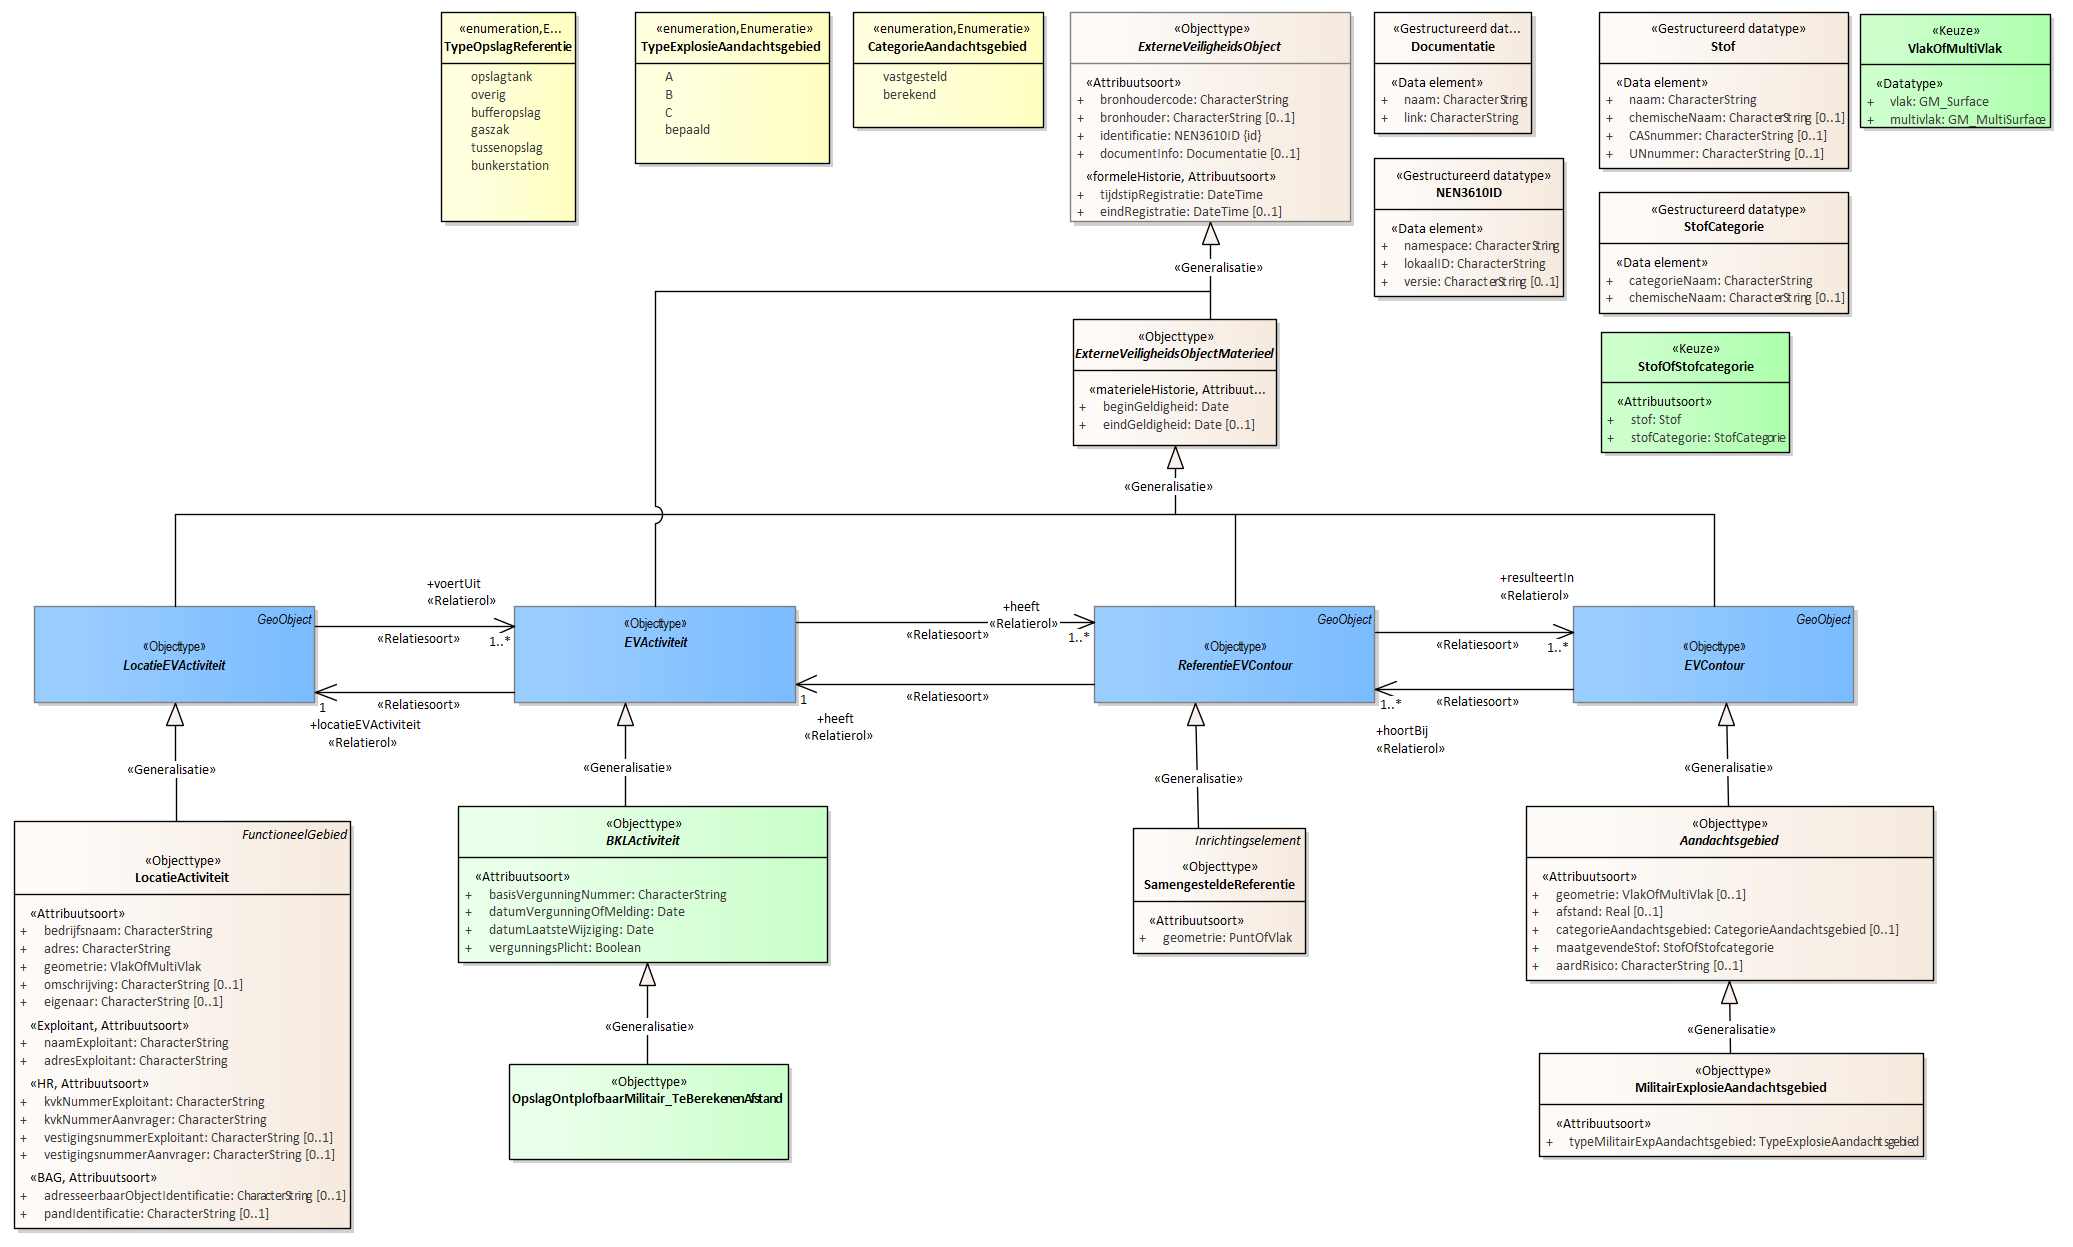 «enumeration,E...
TypeOpslagReferentie
opslagtank
overig
bufferopslag
gaszak
tussenopslag
bunkerstation
«enumeration,Enumeratie»
TypeExplosieAandachtsgebied
A
B
C
bepaald
«enumeration,Enumeratie»
CategorieAandachtsgebied
vastgesteld
berekend
«Objecttype»
ExterneVeiligheidsObject
«Attribuutsoort»
+ bronhoudercode: CharacterString
+ bronhouder: CharacterString [0..1]
+ identificatie: NEN3610ID {id}
+ documentInfo: Documentatie [0..1]
«formeleHistorie, Attribuutsoort»
+ tijdstipRegistratie: DateTime
+ eindRegistratie: DateTime [0..1]
«Gestructureerd dat...
Documentatie
«Data element»
+ naam: CharacterString
+ link: CharacterString
«Gestructureerd datatype»
NEN3610ID
«Data element»
+ namespace: CharacterString
+ lokaalID: CharacterString
+ versie: CharacterString [0..1]
«Gestructureerd datatype»
Stof
«Data element»
+ naam: CharacterString
+ chemischeNaam: CharacterString [0..1]
+ CASnummer: CharacterString [0..1]
+ UNnummer: CharacterString [0..1]
«Gestructureerd datatype»
StofCategorie
«Data element»
+ categorieNaam: CharacterString
+ chemischeNaam: CharacterString [0..1]
«Keuze»
VlakOfMultiVlak
«Datatype»
+ vlak: GM_Surface
+ multivlak: GM_MultiSurface
«Keuze»
StofOfStofcategorie
«Attribuutsoort»
+ stof: Stof
+ stofCategorie: StofCategorie
«Generalisatie»
«Objecttype»
ExterneVeiligheidsObjectMaterieel
«materieleHistorie, Attribuut...
+ beginGeldigheid: Date
+ eindGeldigheid: Date [0..1]
«Generalisatie»
GeoObject
«Objecttype»
LocatieEVActiviteit
+voertUit
«Relatierol»
«Relatiesoort»
1..*
«Relatiesoort»
1
+locatieEVActiviteit
«Relatierol»
«Objecttype»
EVActiviteit
+heeft
«Relatierol»
«Relatiesoort»
1..*
«Relatiesoort»
1
+heeft
«Relatierol»
GeoObject
«Objecttype»
ReferentieEVContour
+resulteertIn
«Relatierol»
«Relatiesoort»
1..*
«Relatiesoort»
1..*
+hoortBij
«Relatierol»
GeoObject
«Objecttype»
EVContour
«Generalisatie»
«Generalisatie»
«Generalisatie»
«Generalisatie»
FunctioneelGebied
«Objecttype»
LocatieActiviteit
«Attribuutsoort»
+ bedrijfsnaam: CharacterString
+ adres: CharacterString
+ geometrie: VlakOfMultiVlak
+ omschrijving: CharacterString [0..1]
+ eigenaar: CharacterString [0..1]
«Exploitant, Attribuutsoort»
+ naamExploitant: CharacterString
+ adresExploitant: CharacterString
«HR, Attribuutsoort»
+ kvkNummerExploitant: CharacterString
+ kvkNummerAanvrager: CharacterString
+ vestigingsnummerExploitant: CharacterString [0..1]
+ vestigingsnummerAanvrager: CharacterString [0..1]
«BAG, Attribuutsoort»
+ adresseerbaarObjectIdentificatie: CharacterString [0..1]
+ pandIdentificatie: CharacterString [0..1]
«Objecttype»
BKLActiviteit
«Attribuutsoort»
+ basisVergunningNummer: CharacterString
+ datumVergunningOfMelding: Date
+ datumLaatsteWijziging: Date
+ vergunningsPlicht: Boolean
«Generalisatie»
«Objecttype»
OpslagOntplofbaarMilitair_TeBerekenenAfstand
Inrichtingselement
«Objecttype»
SamengesteldeReferentie
«Attribuutsoort»
+ geometrie: PuntOfVlak
«Objecttype»
Aandachtsgebied
«Attribuutsoort»
+ geometrie: VlakOfMultiVlak [0..1]
+ afstand: Real [0..1]
+ categorieAandachtsgebied: CategorieAandachtsgebied [0..1]
+ maatgevendeStof: StofOfStofcategorie
+ aardRisico: CharacterString [0..1]
«Generalisatie»
«Objecttype»
MilitairExplosieAandachtsgebied
«Attribuutsoort»
+ typeMilitairExpAandachtsgebied: TypeExplosieAandachtsgebied